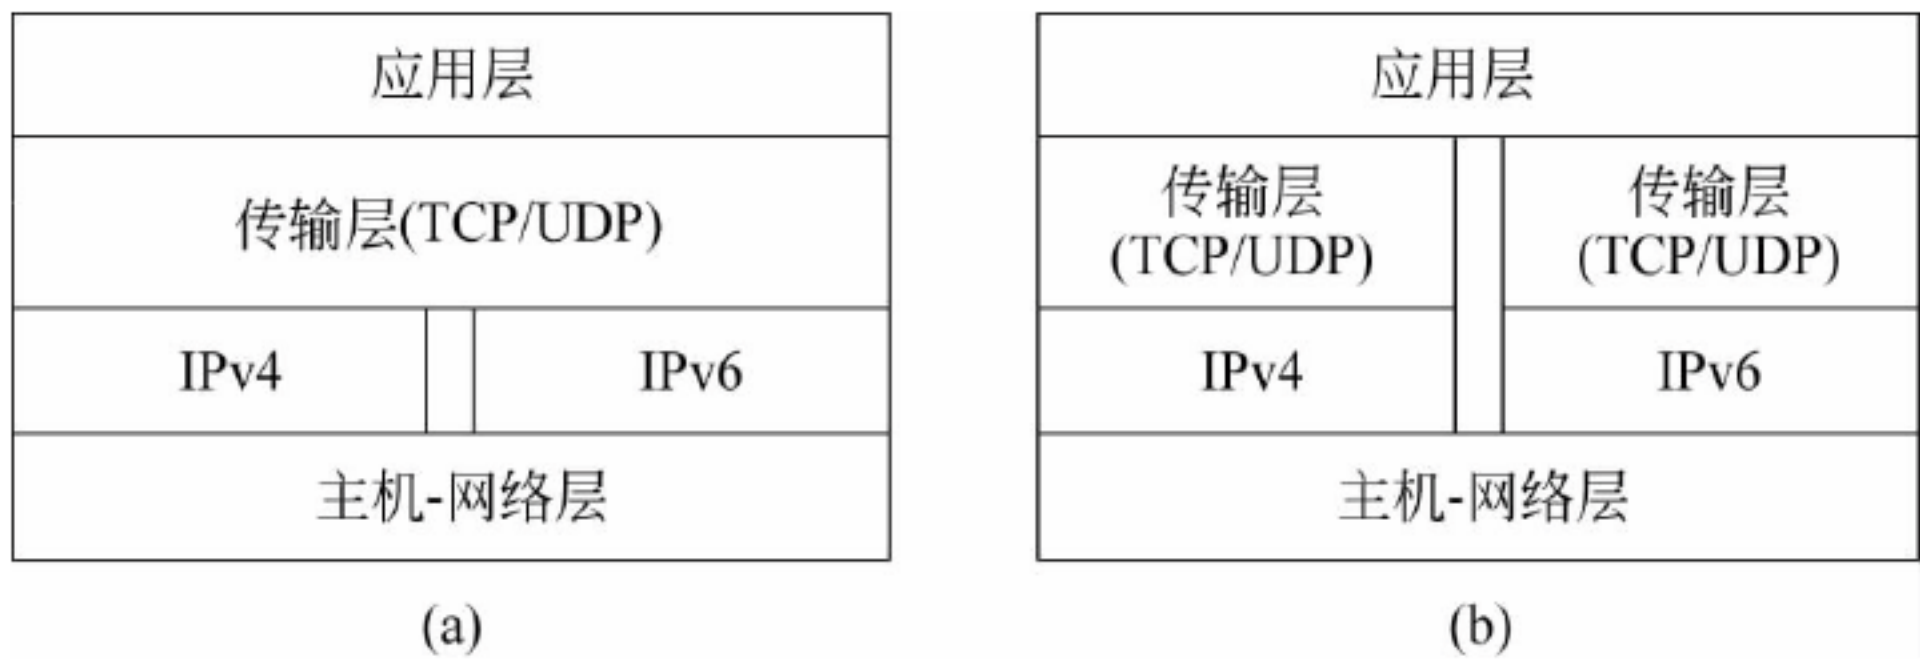 应用层
传输层(TCP/UDP)
IPv4
IPv6
主机-网络层
(a)
应用层
传输层
(TCP/UDP)
传输层
(TCP/UDP)
IPv4
IPv6
主机-网络层
(b)